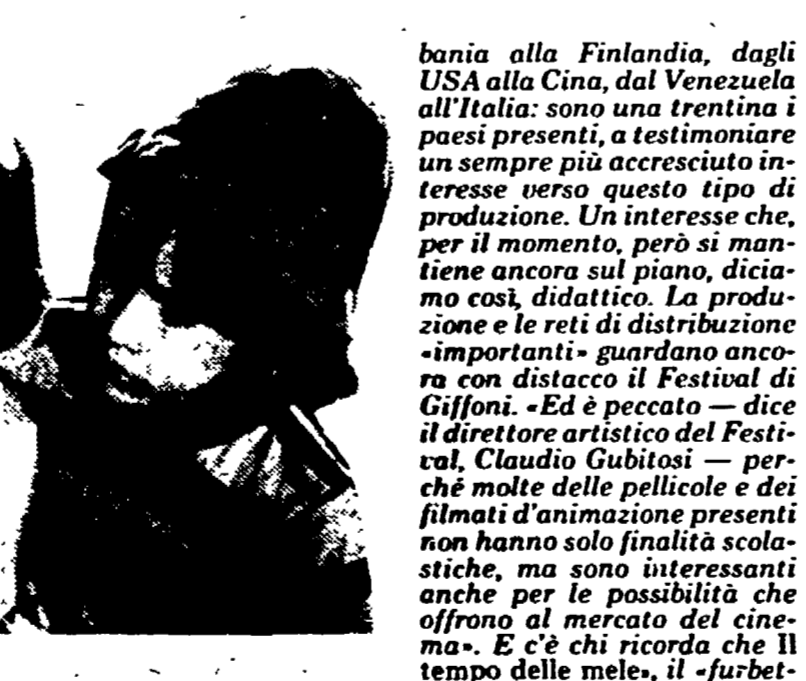 bania alla Finlandia, dagli
USA alla Cina, dal Venezuela
all'Italia: sono una trentina i
paesi presenti, a testimoniare
un sempre più accresciuto in-
teresse verso questo tipo di
produzione. Un interesse che,
per il momento, però si man-
tiene ancora sul piano, dicia-
mo così, didattico. La produ-
zione e le reti di distribuzione
«importanti» guardano anco-
ra con distacco il Festival di
Giffoni. «Ed è peccato — dice
il direttore artistico del Festi-
val, Claudio Gubitosi — per-
ché molte delle pellicole e dei
filmati d'animazione presenti
non hanno solo finalità scola-
stiche, ma sono interessanti
anche per le possibilità che
offrono al mercato del cine-
ma». E c'è chi ricorda che Il
tempo delle mele», il «furbet-